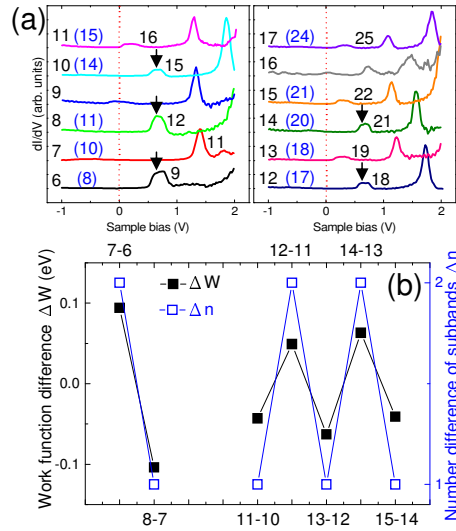 (a)
11 (15) 16
10 (14) 15
9
8 (11) 12
7 (10) 11
6 (8) 9
17 (24) 25
16
15 (21) 22
14 (20) 21
13 (18) 19
12 (17) 18
dI/dV (arb. units)
-1 0 1 2
Sample bias (V)
-1 0 1 2
Sample bias (V)
7-6 12-11 14-13
(b)
ΔW
Δn
Work function difference ΔW (eV)
0.1
0.0
-0.1
Number difference of subbands Δn
2
1
8-7 11-10 13-12 15-14